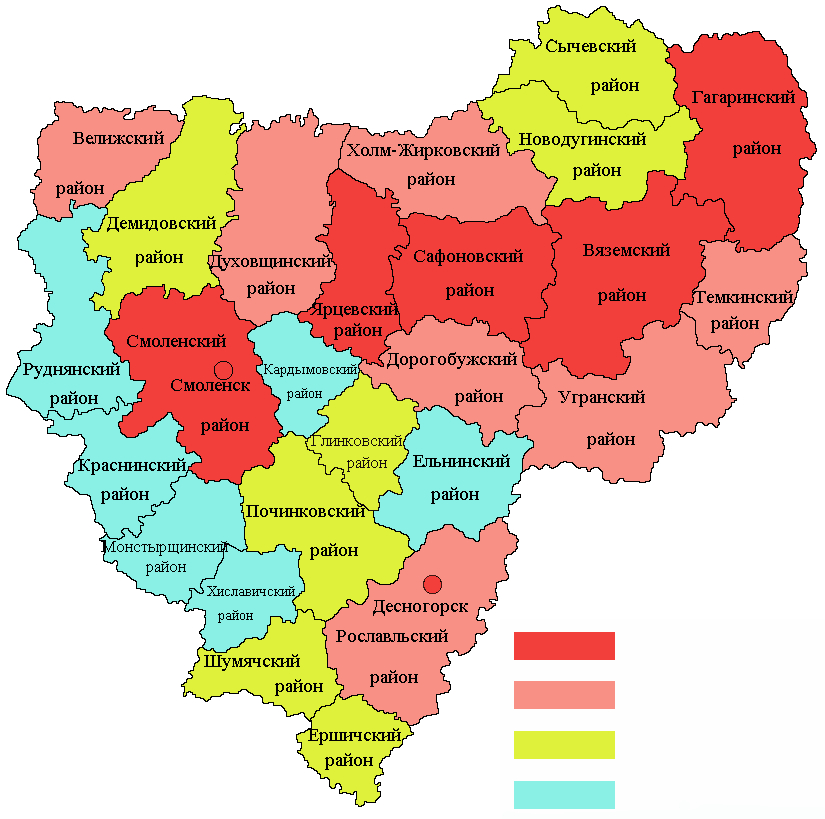 Сычевский
район
Гагаринский
район
Новодугинский
район
Велижский
район
Холм-Жирковский
район
Демидовский
район
Духовщинский
район
Ярцевский
район
Сафоновский
район
Вяземский
район
Темкинский
район
Смоленский
Смоленск
район
Руднянский
район
Кардымовский
район
Дорогобужский
район
Угранский
район
Глинковский
район
Ельнинский
район
Краснинский
район
Починковский
район
Монстырщинский
район
Хиславичский
район
Десногорск
Рославльский
район
Шумячский
район
Ершичский
район